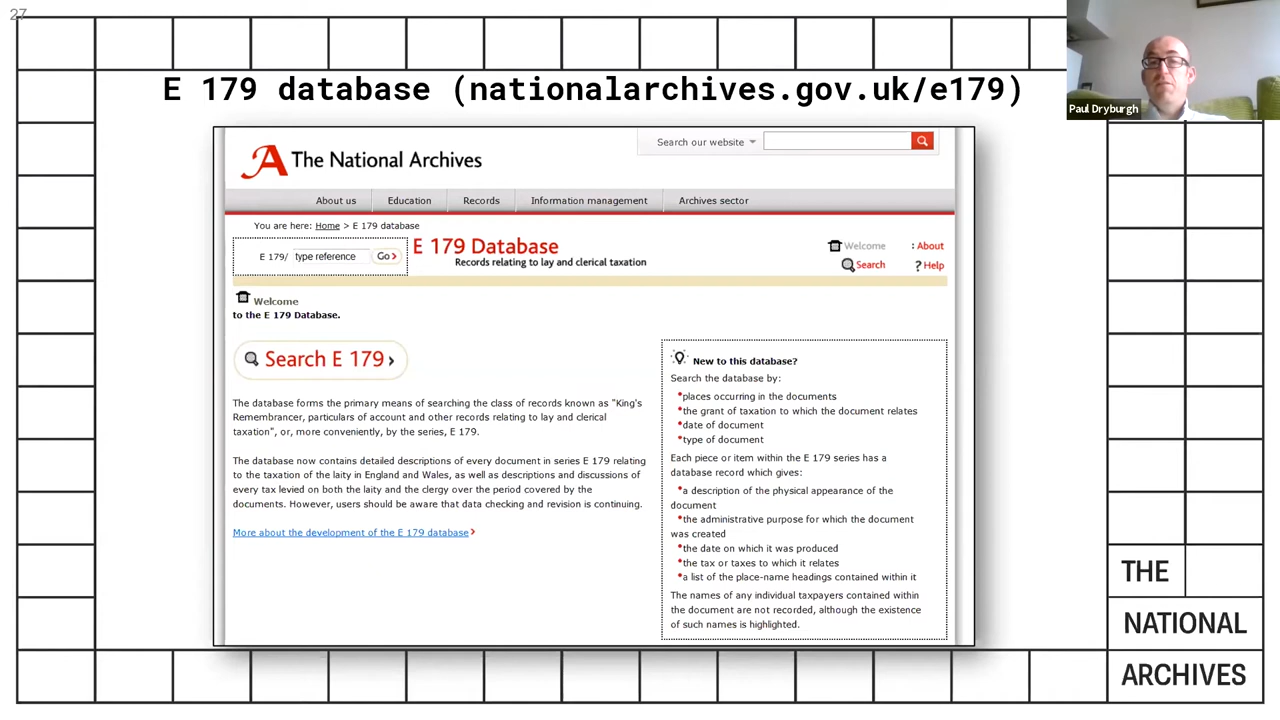 27
E 179 database (nationalarchives.gov.uk/e179)
Paul Dryburgh
The National Archives
Search our website
About us
Education
Records
Information management
Archives sector
You are here: Home > E 179 database
E 179/ type reference Go
E 179 Database
Records relating to lay and clerical taxation
Welcome
: About
Search
? Help
Welcome
to the E 179 Database.
Search E 179 ›
The database forms the primary means of searching the class of records known as "King's
Remembrancer, particulars of account and other records relating to lay and clerical
taxation", or, more conveniently, by the series, E 179.
The database now contains detailed descriptions of every document in series E 179 relating
to the taxation of the laity in England and Wales, as well as descriptions and discussions of
every tax levied on both the laity and the clergy over the period covered by the
documents. However, users should be aware that data checking and revision is continuing.
More about the development of the E 179 database
New to this database?
Search the database by:
•places occurring in the documents
•the grant of taxation to which the document relates
•date of document
•type of document
Each piece or item within the E 179 series has a
database record which gives:
•a description of the physical appearance of the
document
•the administrative purpose for which the document
was created
•the date on which it was produced
•the tax or taxes to which it relates
•a list of the place-name headings contained within it
The names of any individual taxpayers contained within
the document are not recorded, although the existence
of such names is highlighted.
THE
NATIONAL
ARCHIVES